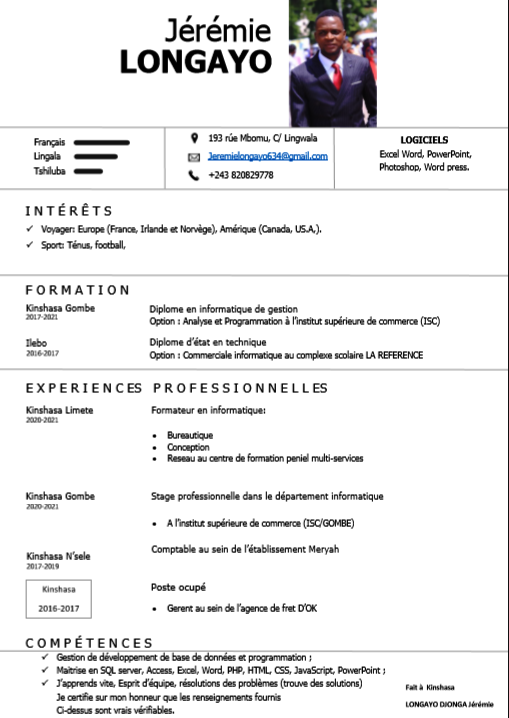 Jérémie
LONGAYO
Français
Lingala
Tshiluba
193 rúe Mbomu, C/ Lingwala
Jeremielongayo634@gmail.com
+243 820829778
LOGICIELS
Excel Word, PowerPoint,
Photoshop, Word press.
INTÉRÊTS
✓ Voyager: Europe (France, Irlande et Norvège), Amérique (Canada, US.A,).
✓ Sport: Ténus, football,
FORMATION
Kinshasa Gombe
2017-2021
Diplome en informatique de gestion
Option : Analyse et Programmation à l'institut supérieure de commerce (ISC)
Ilebo
2016-2017
Diplome d'état en technique
Option : Commerciale informatique au complexe scolaire LA REFERENCE
EXPERIENCES PROFESSIONNELLES
Kinshasa Limete
2020-2021
Formateur en informatique:
• Bureautique
• Conception
• Reseau au centre de formation peniel multi-services
Kinshasa Gombe
2020-2021
Stage professionnelle dans le département informatique
• A l'institut supérieure de commerce (ISC/GOMBE)
Kinshasa N'sele
2017-2019
Comptable au sein de l'établissement Meryah
Kinshasa
2016-2017
Poste ocupé
• Gerent au sein de l'agence de fret D'OK
COMPÉTENCES
✓ Gestion de développement de base de données et programmation ;
✓ Maitrise en SQL server, Access, Excel, Word, PHP, HTML, CSS, JavaScript, PowerPoint ;
✓ J'apprends vite, Esprit d'équipe, résolutions des problèmes (trouve des solutions)
Je certifie sur mon honneur que les renseignements fournis
Ci-dessus sont vrais vérifiables.
Fait à Kinshasa
LONGAYO DJONGA Jérémie